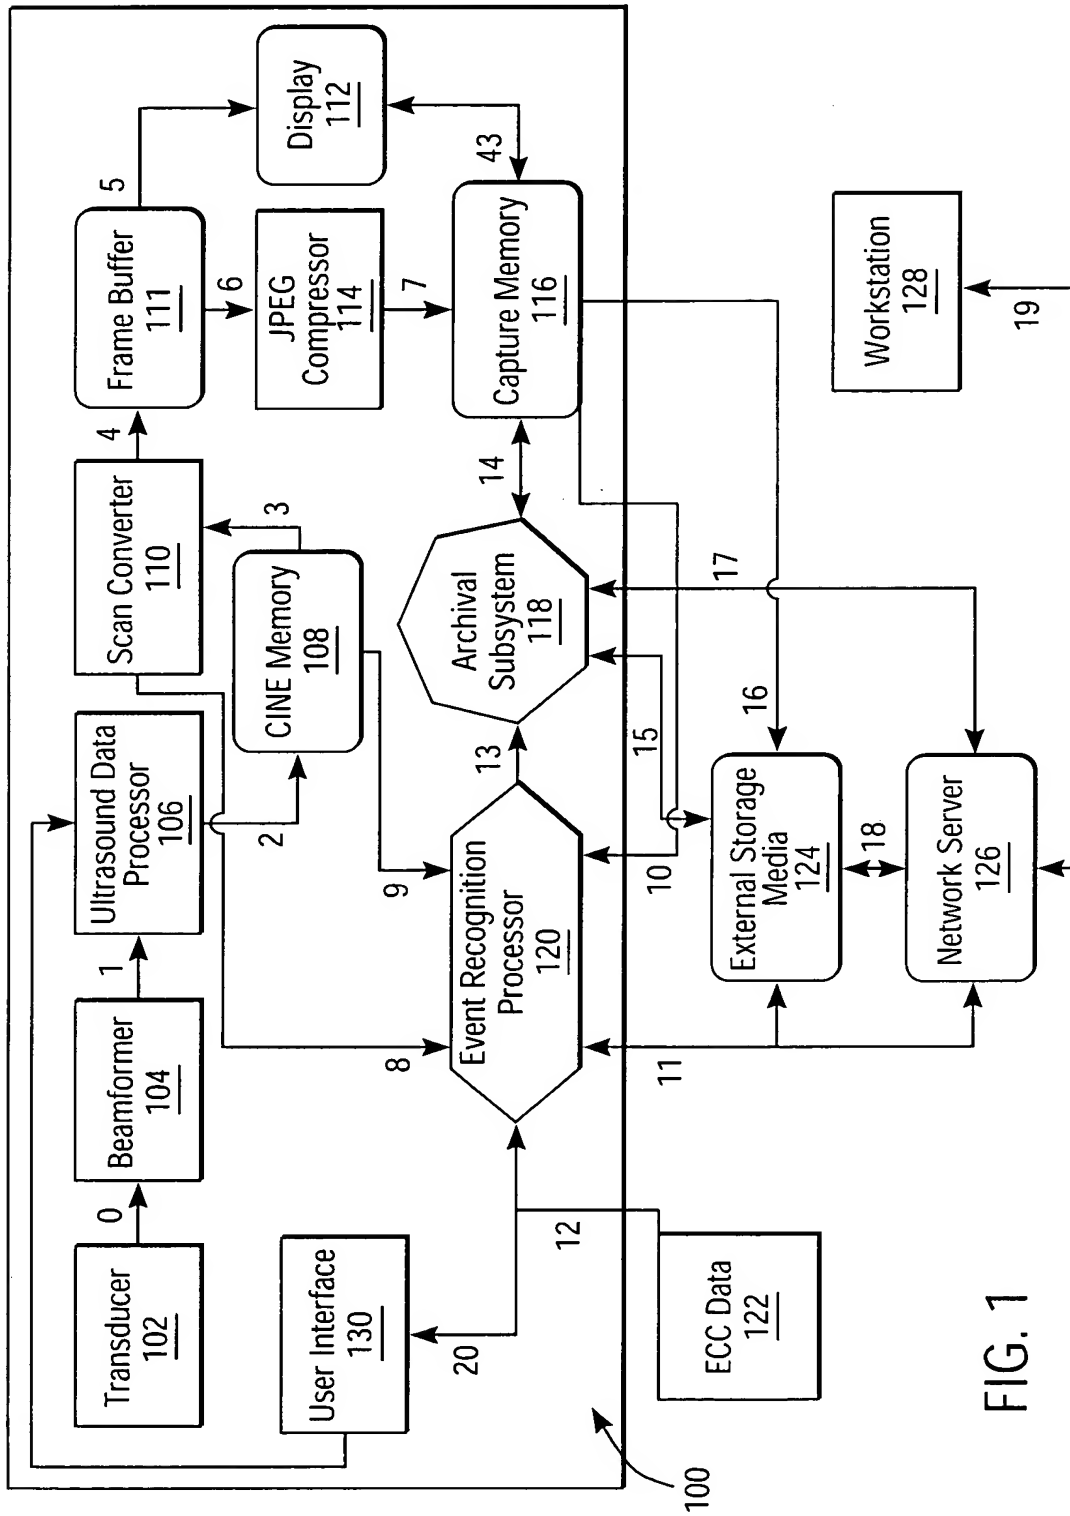 Transducer
102
0
Beamformer
104
1
Ultrasound Data
Processor
106
Scan Converter
110
4
Frame Buffer
111
5
2
3
6
CINE Memory
108
JPEG
Compressor
114
Display
112
User Interface
130
8
9
7
43
20
Event Recognition
Processor
120
13
Archival
Subsystem
118
14
Capture Memory
116
12
11
10
15
17
100
ECC Data
122
External Storage
Media
124
16
18
Network Server
126
Workstation
128
19
FIG. 1